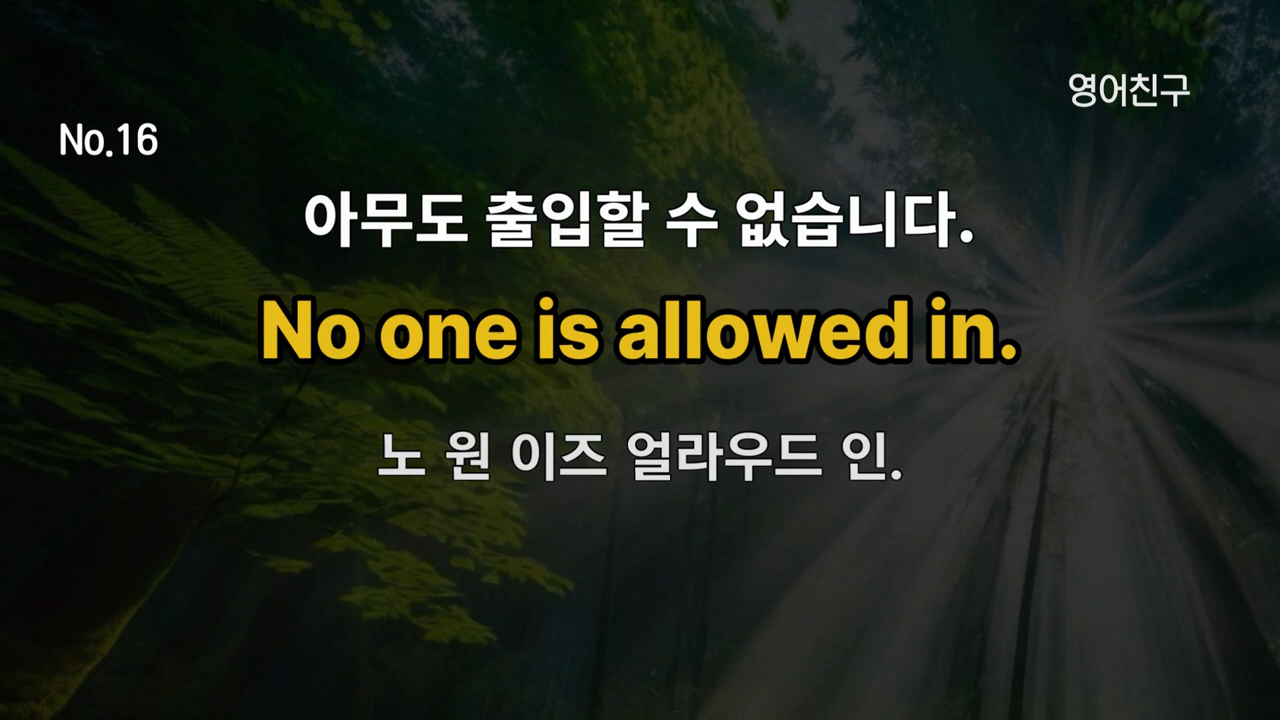 영어친구
No.16
아무도 출입할 수 없습니다.
No one is allowed in.
노 원 이즈 얼라우드 인.